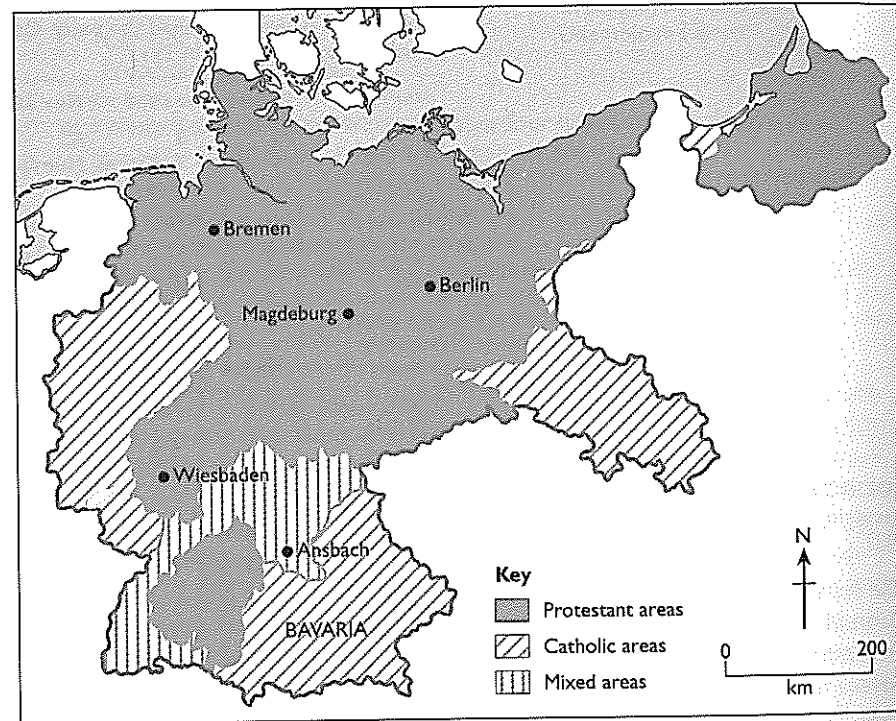 Bremen
Berlin
Magdeburg
Wiesbaden
Ansbach
BAVARIA
Key
Protestant areas
Catholic areas
Mixed areas
N
0 200
km